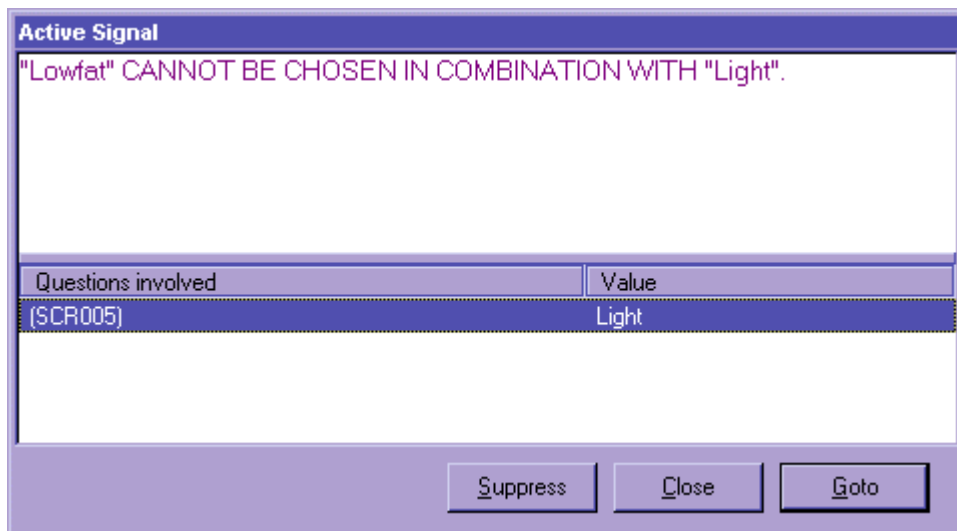 Active Signal
"Lowfat" CANNOT BE CHOSEN IN COMBINATION WITH "Light".
Questions involved Value
(SCR005) Light
Suppress Close Goto